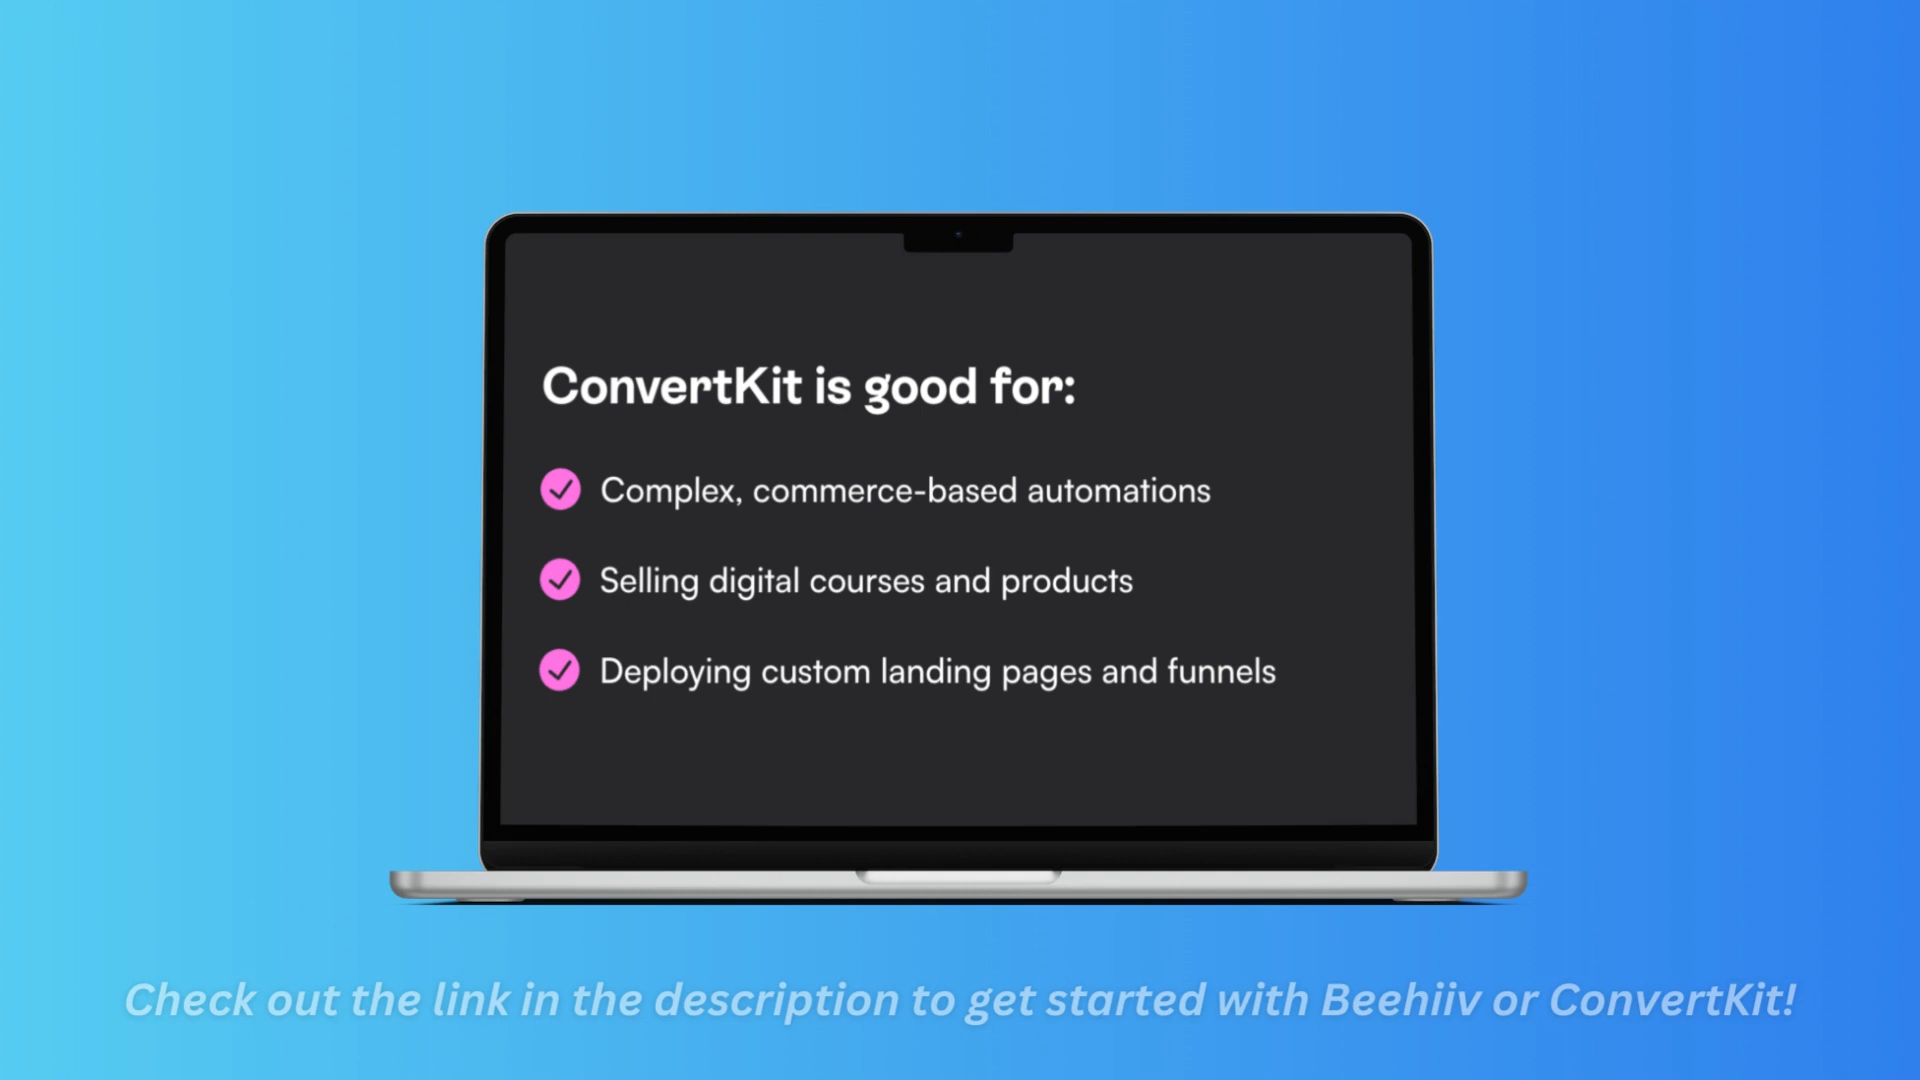 ConvertKit is good for:
Complex, commerce-based automations
Selling digital courses and products
Deploying custom landing pages and funnels
Check out the link in the description to get started with Beehiiv or ConvertKit!